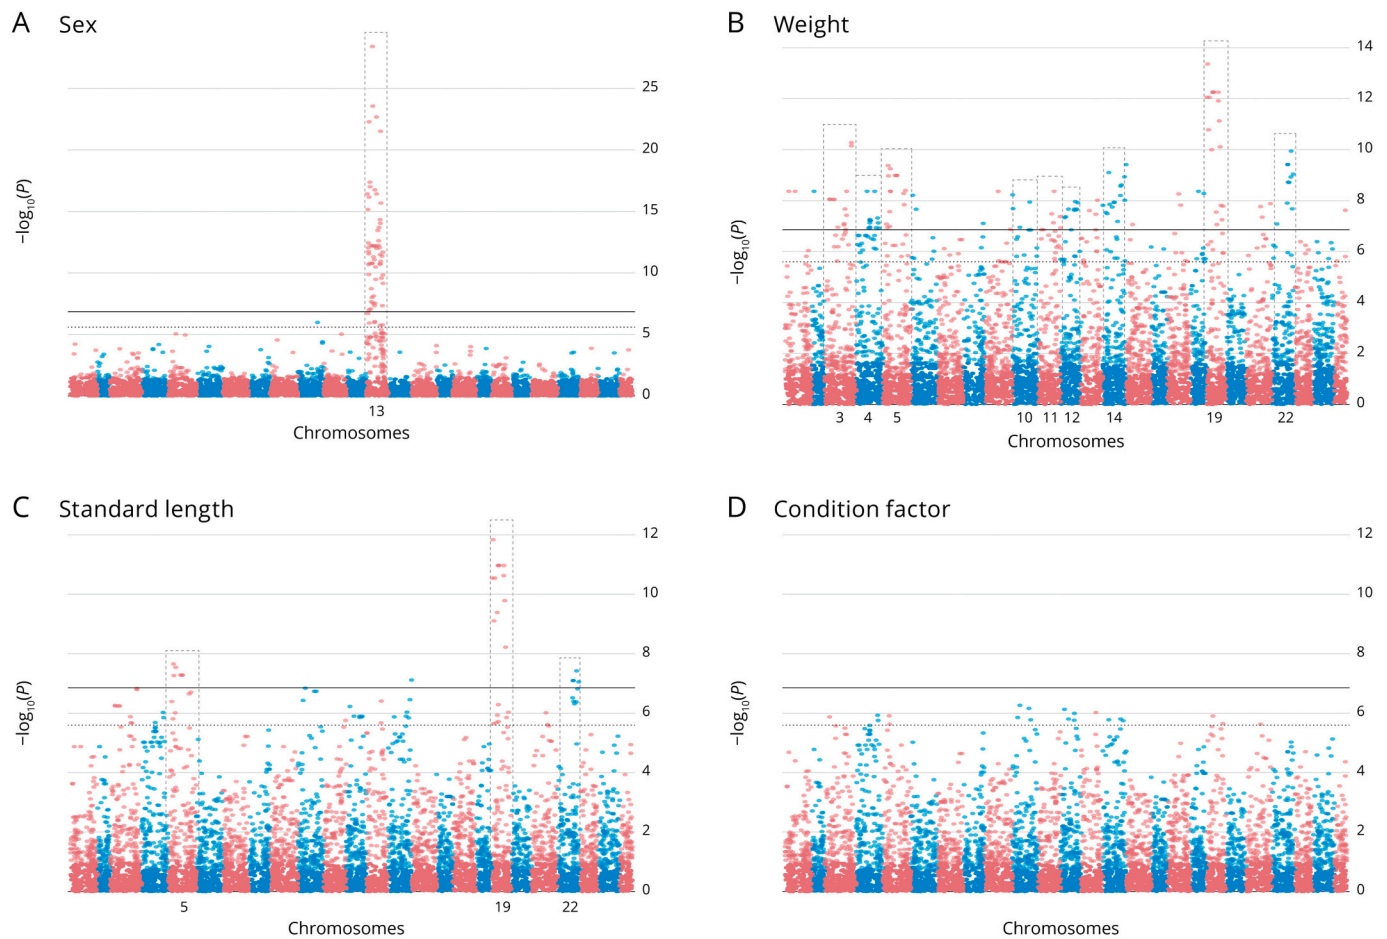 A Sex
25
20
15
10
5
0
−log10(P)
13
Chromosomes
B Weight
14
12
10
8
6
4
2
0
−log10(P)
3 4 5 10 11 12 14 19 22
Chromosomes
C Standard length
12
10
8
6
4
2
0
−log10(P)
5 19 22
Chromosomes
D Condition factor
12
10
8
6
4
2
0
−log10(P)
Chromosomes